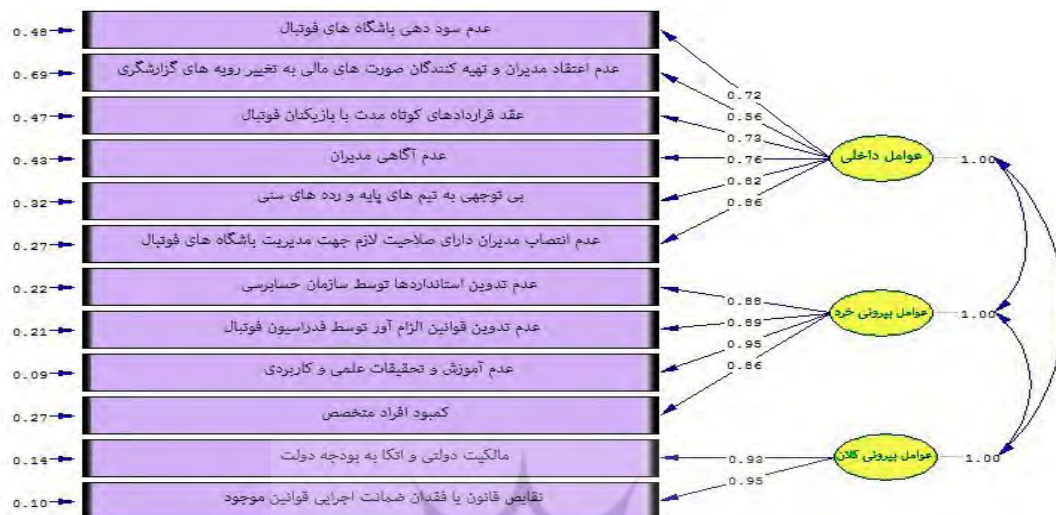 0.48 عدم سود دهی باشگاه های فوتبال
0.69 عدم اعتقاد مدیران و تهیه کنندگان صورت های مالی به تغییر رویه های گزارشگری
0.47 عقد قراردادهای کوتاه مدت با بازیکنان فوتبال
0.43 عدم آگاهی مدیران
0.32 بی توجهی به تیم های پایه و رده های سنی
0.27 عدم انتصاب مدیران دارای صلاحیت لازم جهت مدیریت باشگاه های فوتبال
0.22 عدم تدوین استانداردها توسط سازمان حسابرسی
0.21 عدم تدوین قوانین الزام آور توسط فدراسیون فوتبال
0.09 عدم آموزش و تحقیقات علمی و کاربردی
0.27 کمبود افراد متخصص
0.14 مالکیت دولتی و اتکا به بودجه دولت
0.10 نقایص قانون یا فقدان ضمانت اجرایی قوانین موجود
0.72
0.56
0.73
0.76
0.82
0.86
عوامل داخلی 1.00
0.88
0.89
0.95
0.86
عوامل بیرونی خرد 1.00
0.93
0.95
عوامل بیرونی کلان 1.00